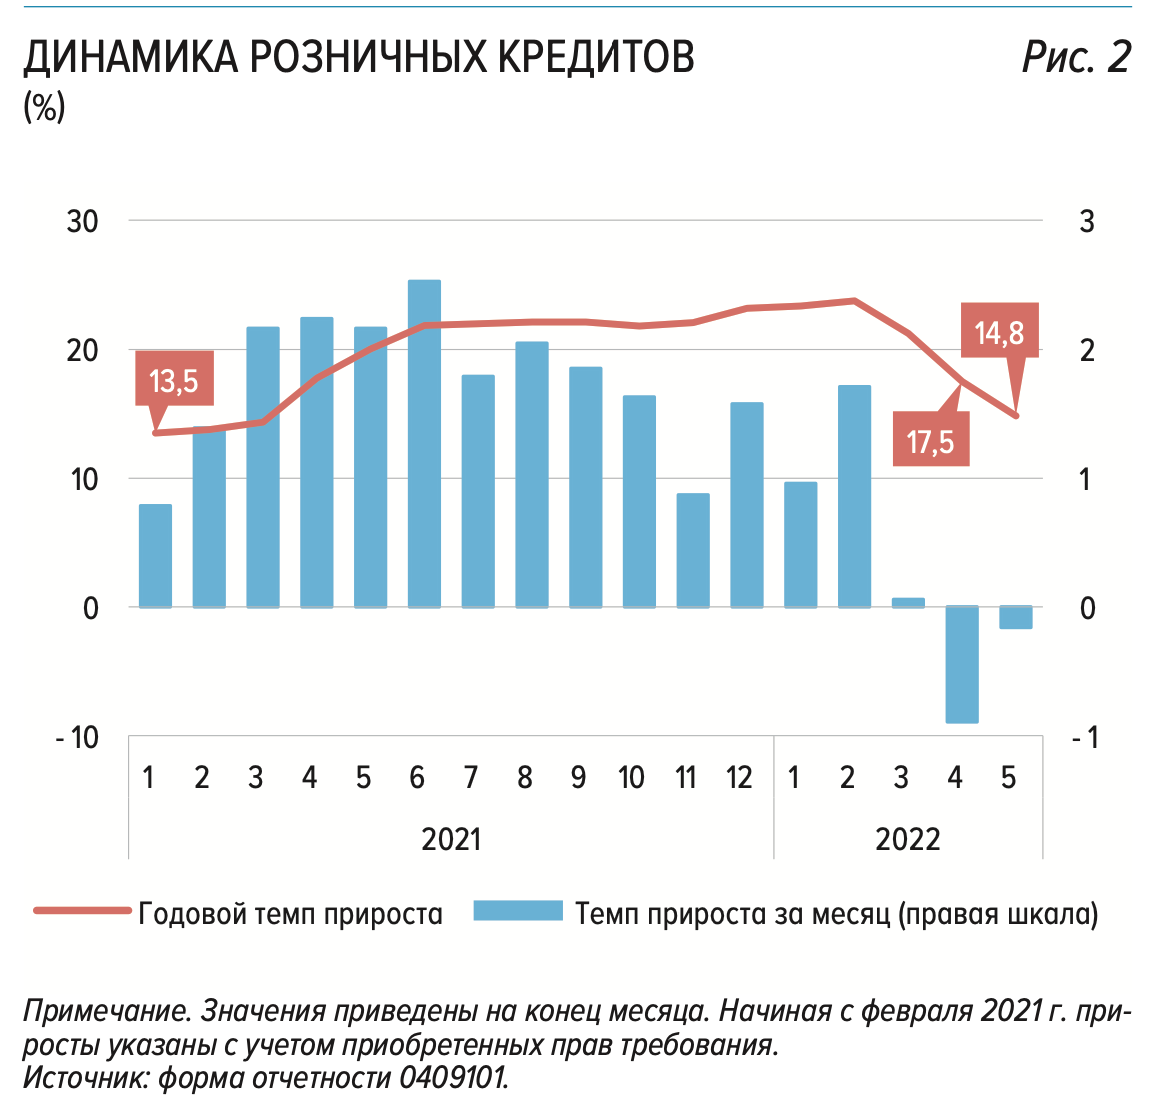 ДИНАМИКА РОЗНИЧНЫХ КРЕДИТОВ
Рис. 2
(%)
30
3
20
2
10
1
0
0
- 10
- 1
13,5
14,8
17,5
1 2 3 4 5 6 7 8 9 10 11 12 1 2 3 4 5
2021
2022
Годовой темп прироста
Темп прироста за месяц (правая шкала)
Примечание. Значения приведены на конец месяца. Начиная с февраля 2021 г. при-
росты указаны с учетом приобретенных прав требования.
Источник: форма отчетности 0409101.